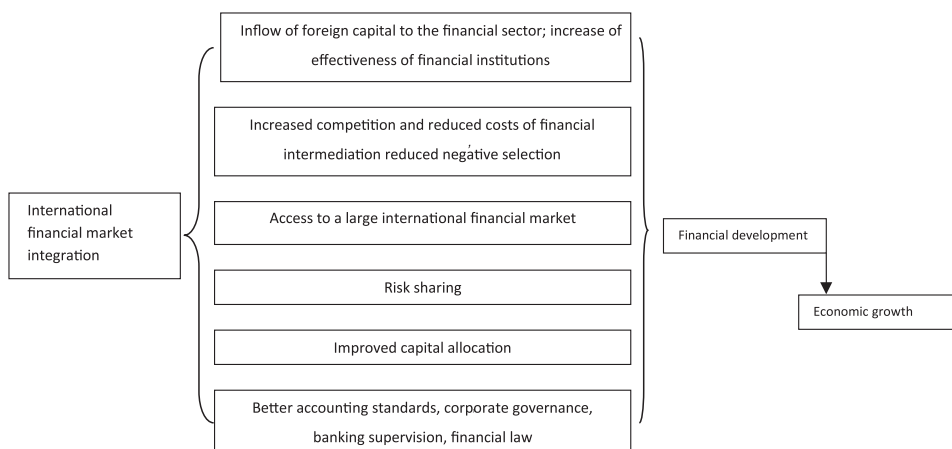 Inflow of foreign capital to the financial sector; increase of
effectiveness of financial institutions
Increased competition and reduced costs of financial
intermediation reduced negative selection
,
International
financial market
integration
Access to a large international financial market
Risk sharing
Improved capital allocation
Better accounting standards, corporate governance,
banking supervision, financial law
Financial development
Economic growth